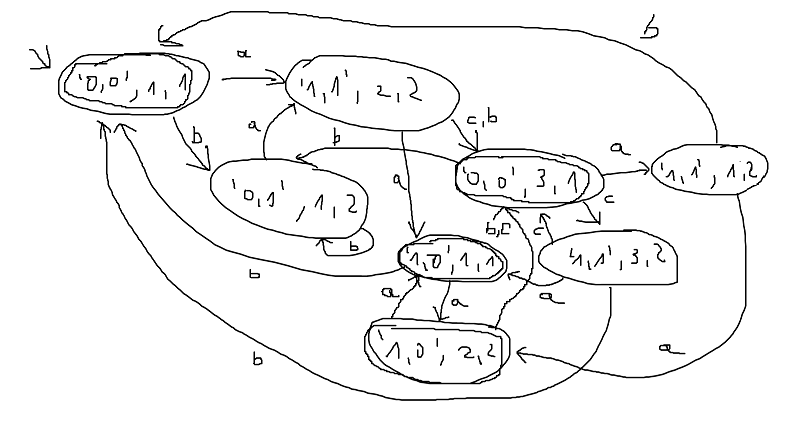 b
a
'0,0', 1, 1
'1,1', 2, 2
c,b
b
a
b
a
'0,0', 3, 1
'1,1', 1,2
'0,1', 1, 2
a
c
b
b,c
c
'1,0', 1, 1
'1,1', 3, 2
b
a
a
a
'1,0', 2,2
a
b